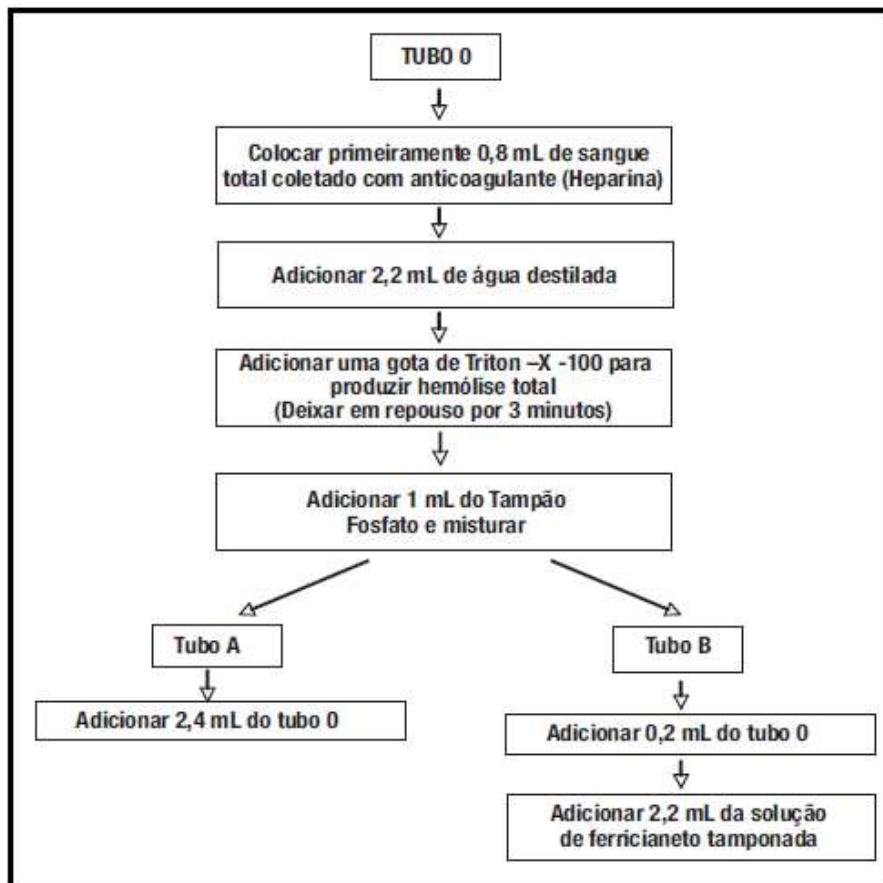 TUBO 0
Colocar primeiramente 0,8 mL de sangue
total coletado com anticoagulante (Heparina)
Adicionar 2,2 mL de água destilada
Adicionar uma gota de Triton –X -100 para
produzir hemólise total
(Deixar em repouso por 3 minutos)
Adicionar 1 mL do Tampão
Fosfato e misturar
Tubo A
Adicionar 2,4 mL do tubo 0
Tubo B
Adicionar 0,2 mL do tubo 0
Adicionar 2,2 mL da solução
de ferricianeto tamponada